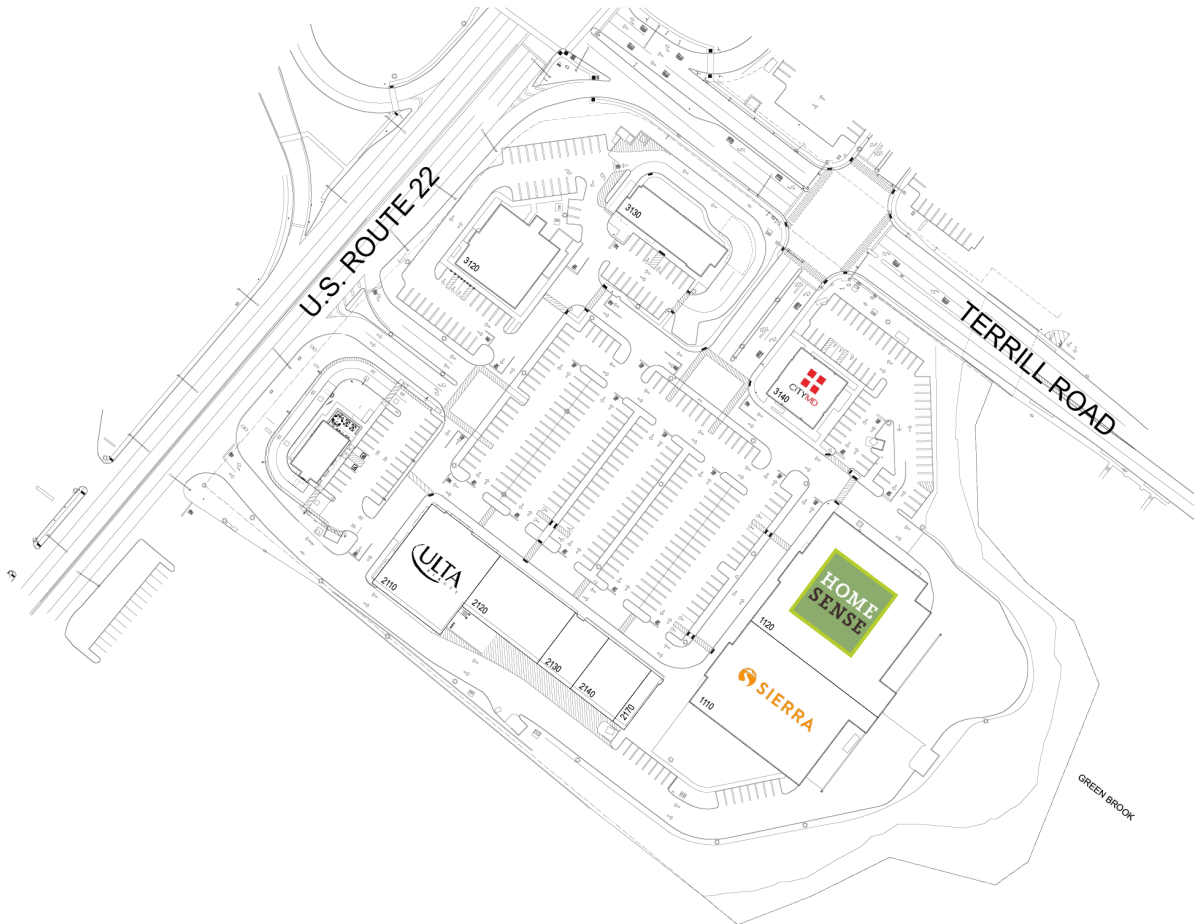 U.S. ROUTE 22
3130
3120
TERRILL ROAD
CITYMD
3140
ULTA
2110
2120
HOME
SENSE
1120
2130
2140
2170
SIERRA
1110
GREEN BROOK